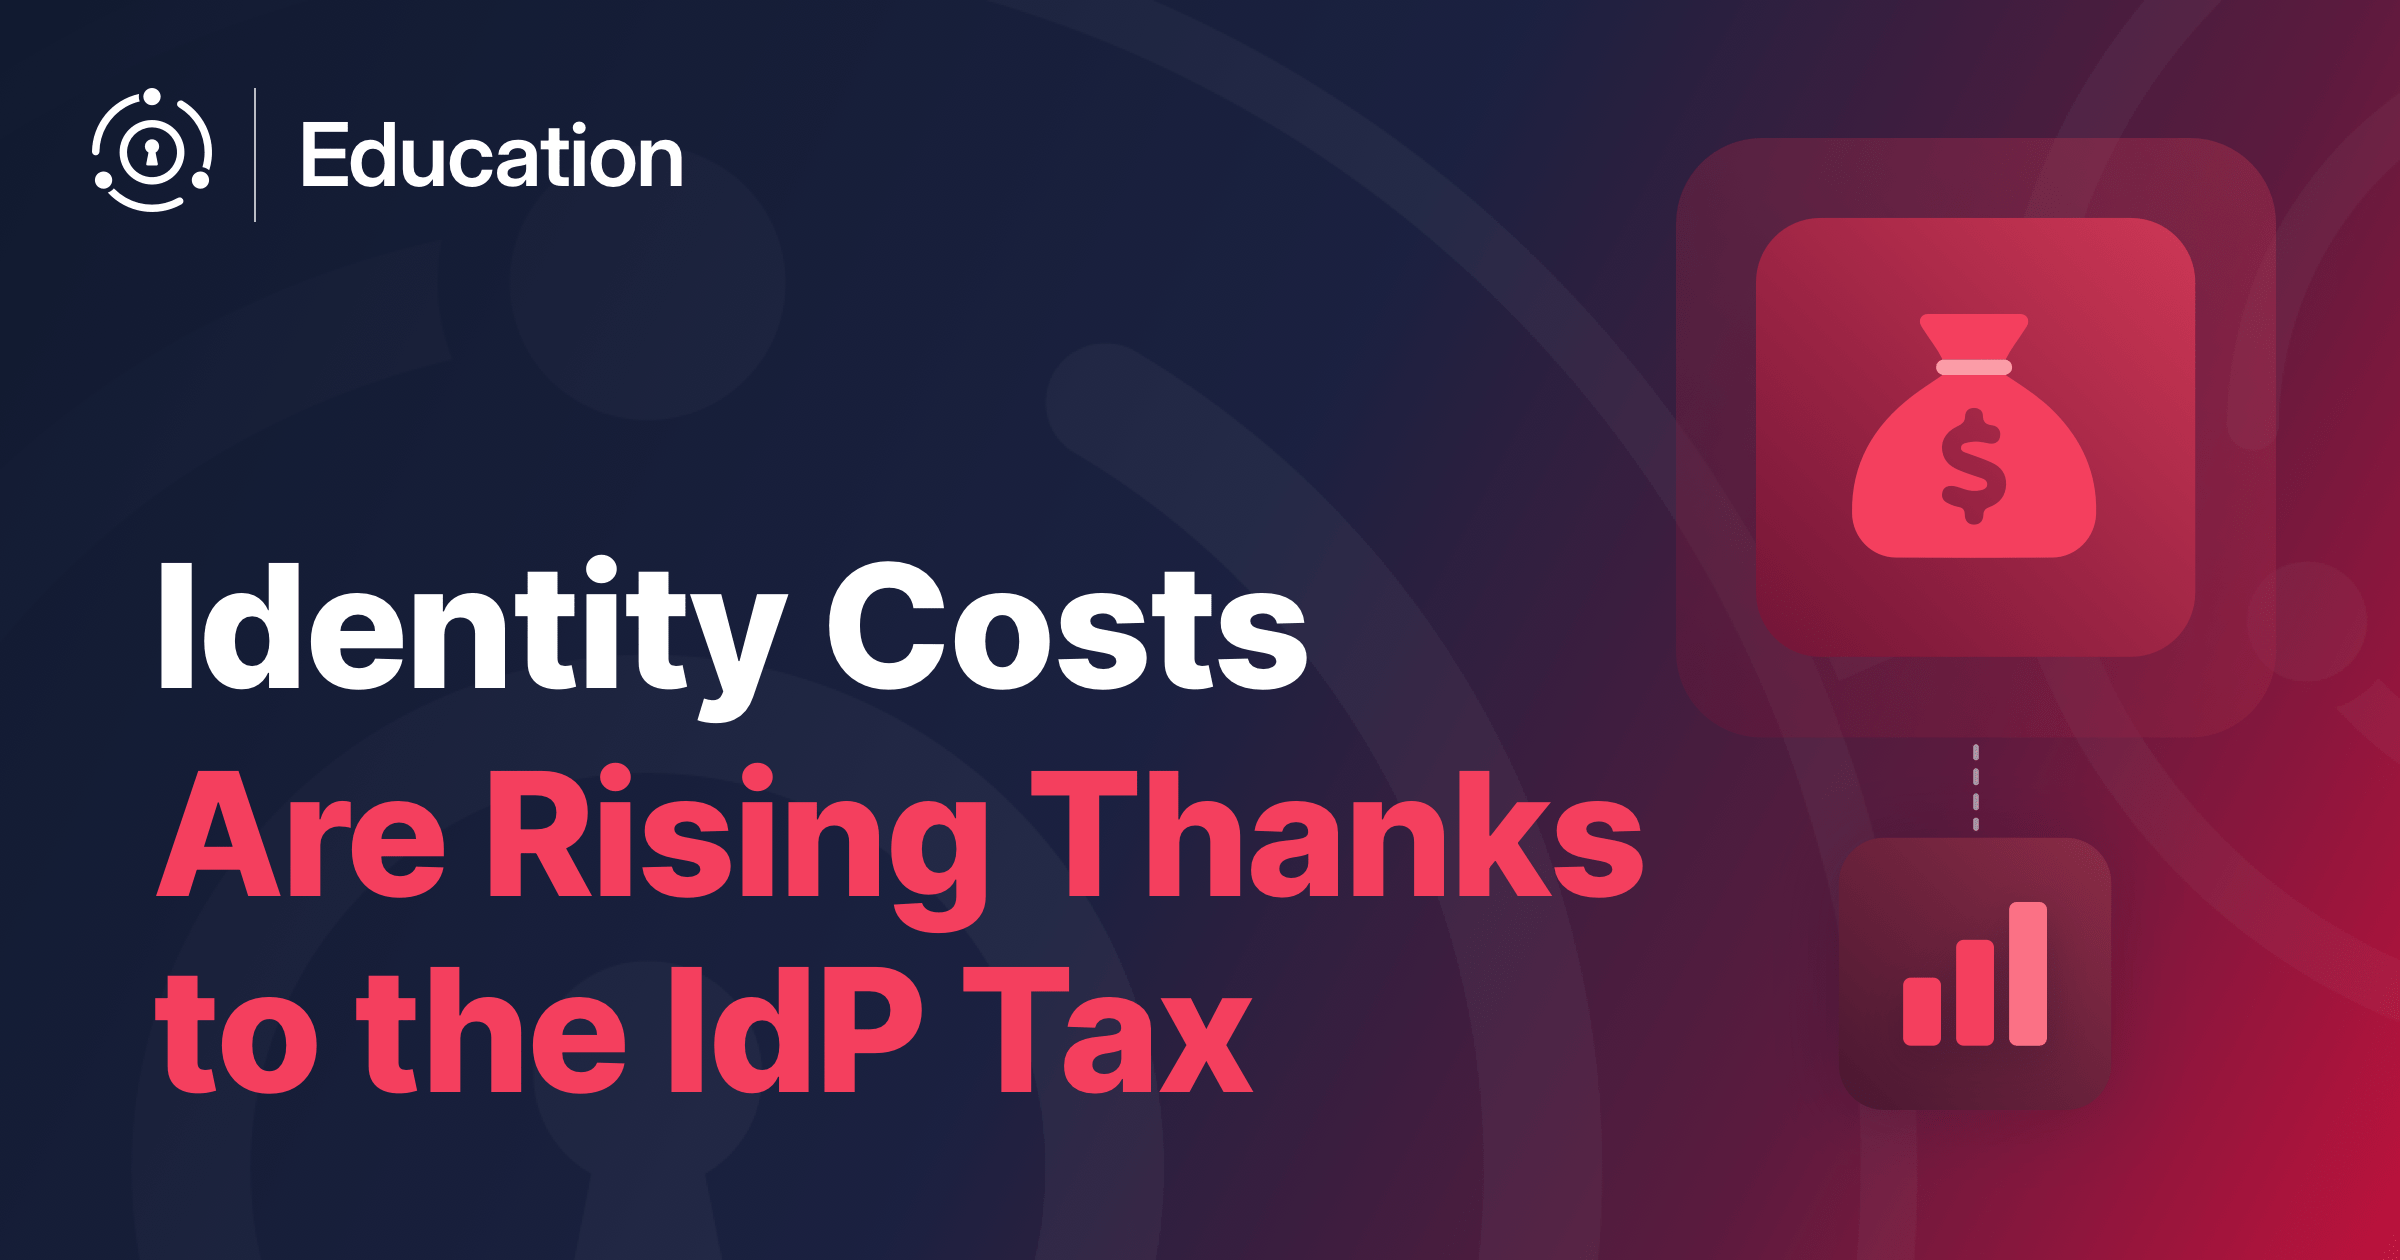 Education
Identity Costs
Are Rising Thanks
to the IdP Tax
$